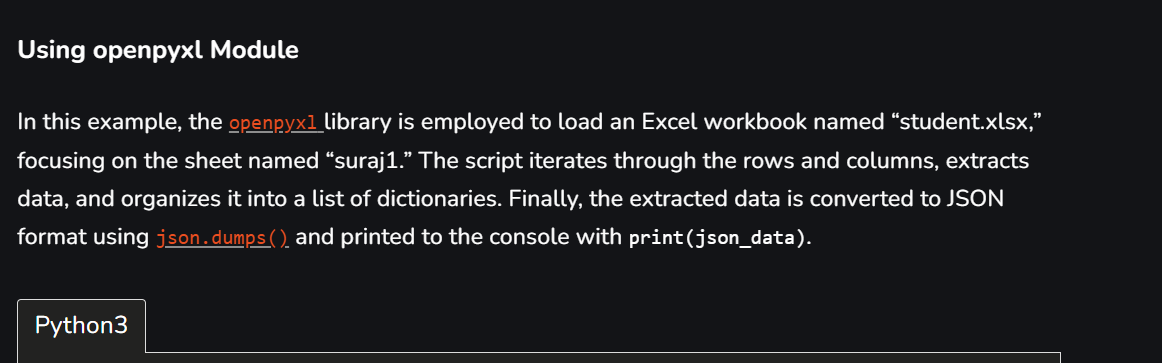 Using openpyxl Module
In this example, the openpyxl library is employed to load an Excel workbook named “student.xlsx,”
focusing on the sheet named “suraj1.” The script iterates through the rows and columns, extracts
data, and organizes it into a list of dictionaries. Finally, the extracted data is converted to JSON
format using json.dumps() and printed to the console with print(json_data).
Python3